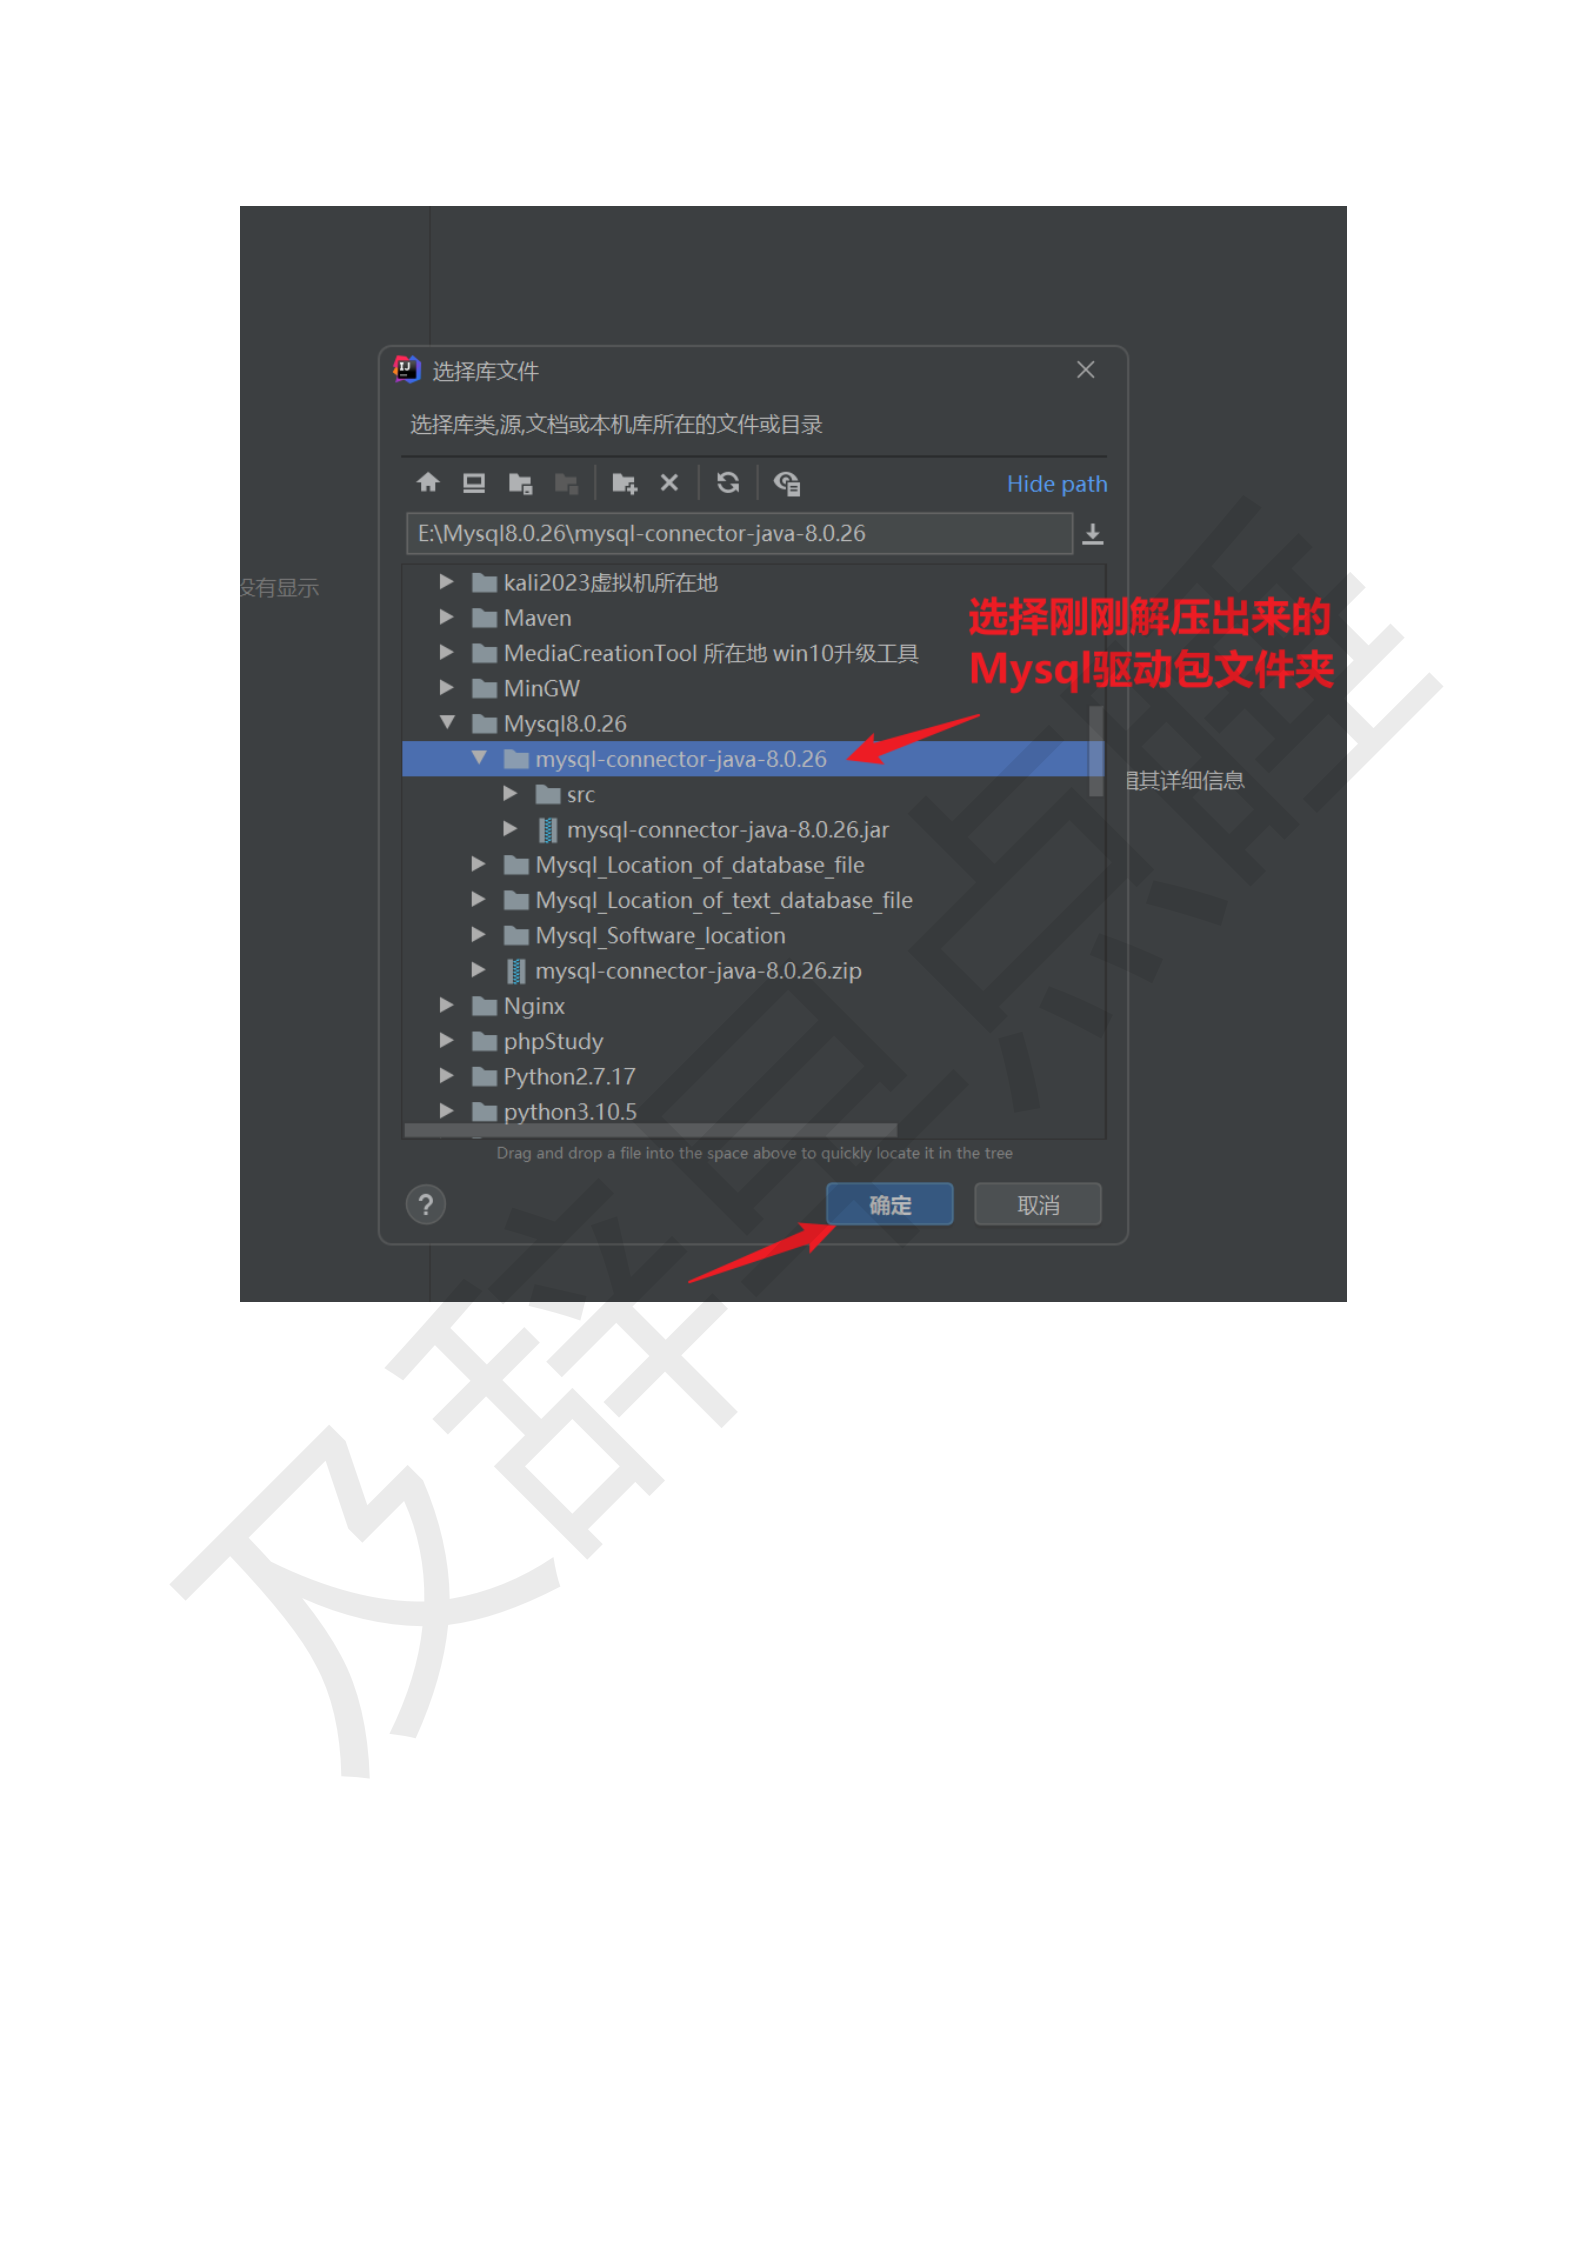 选择库文件
选择库类,源,文档或本机库所在的文件或目录
Hide path
E:\Mysql8.0.26\mysql-connector-java-8.0.26
没有显示
kali2023虚拟机所在地
Maven
MediaCreationTool 所在地 win10升级工具
MinGW
Mysql8.0.26
mysql-connector-java-8.0.26
src
mysql-connector-java-8.0.26.jar
Mysql_Location_of_database_file
Mysql_Location_of_text_database_file
Mysql_Software_location
mysql-connector-java-8.0.26.zip
Nginx
phpStudy
Python2.7.17
python3.10.5
选择刚刚解压出来的
Mysql驱动包文件夹
其详细信息
Drag and drop a file into the space above to quickly locate it in the tree
?
确定
取消